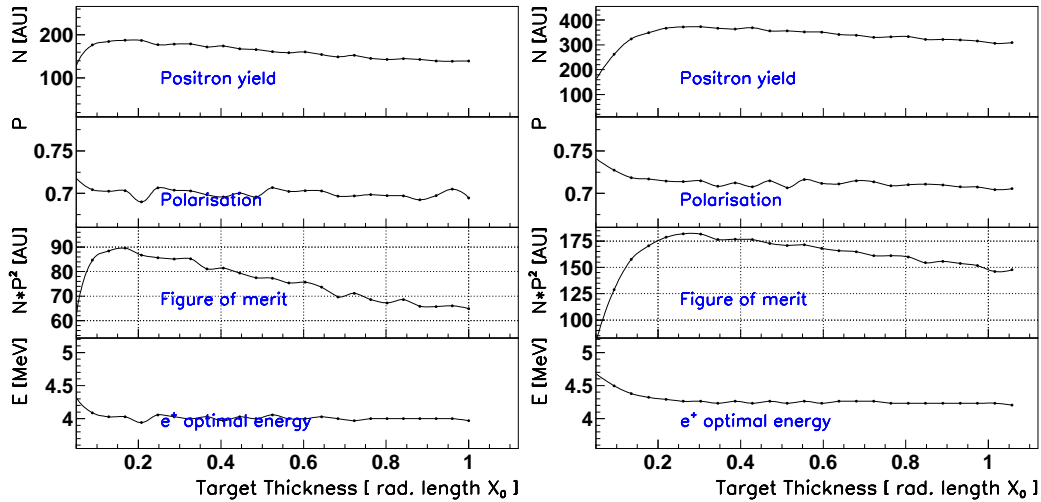 N [AU]
200
100
Positron yield
P
0.75
0.7
Polarisation
N*P² [AU]
90
80
70
60
Figure of merit
E [MeV]
5
4.5
4
e⁺ optimal energy
0.2 0.4 0.6 0.8 1
Target Thickness [ rad. length X₀ ]
N [AU]
400
300
200
100
Positron yield
P
0.75
0.7
Polarisation
N*P² [AU]
175
150
125
100
Figure of merit
E [MeV]
5
4.5
4
e⁺ optimal energy
0.2 0.4 0.6 0.8 1
Target Thickness [ rad. length X₀ ]